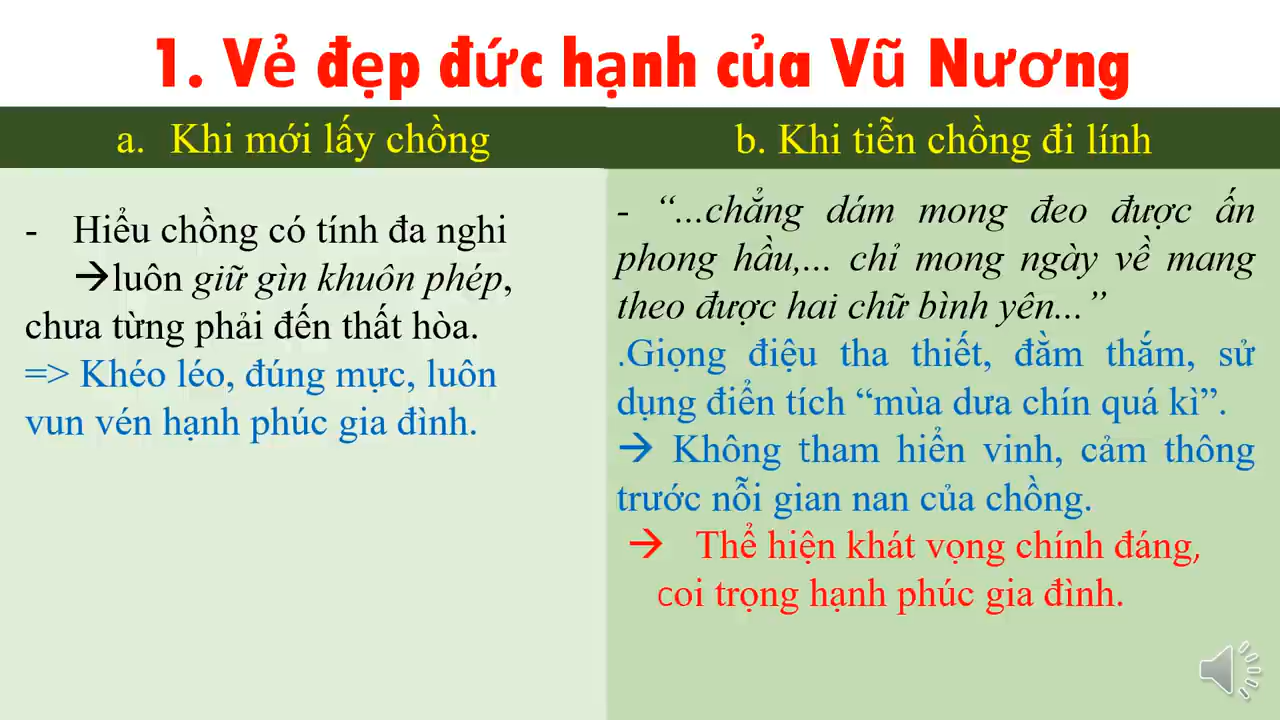 1. Vẻ đẹp đức hạnh của Vũ Nương
a. Khi mới lấy chồng
- Hiểu chồng có tính đa nghi
→luôn giữ gìn khuôn phép,
chưa từng phải đến thất hòa.
=> Khéo léo, đúng mực, luôn
vun vén hạnh phúc gia đình.
b. Khi tiễn chồng đi lính
- “...chẳng dám mong đeo được ấn
phong hầu,... chỉ mong ngày về mang
theo được hai chữ bình yên...”
.Giọng điệu tha thiết, đằm thắm, sử
dụng điển tích “mùa dưa chín quá kì”.
→ Không tham hiển vinh, cảm thông
trước nỗi gian nan của chồng.
→ Thể hiện khát vọng chính đáng,
coi trọng hạnh phúc gia đình.